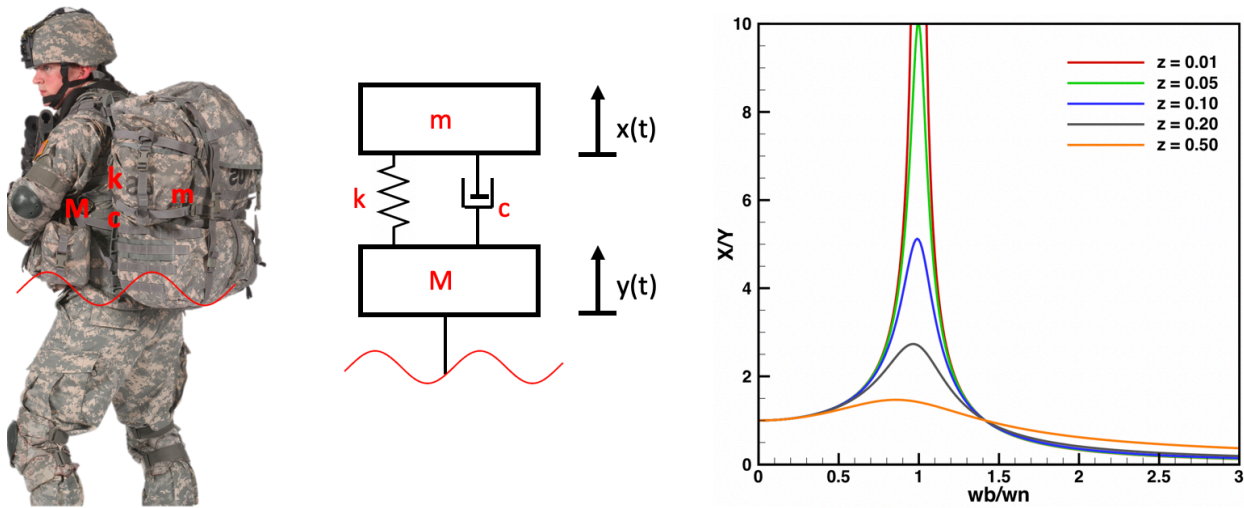 k
m
M
c
m
x(t)
k
c
M
y(t)
X/Y
10
8
6
4
2
0
z = 0.01
z = 0.05
z = 0.10
z = 0.20
z = 0.50
0
0.5
1
1.5
2
2.5
3
wb/wn